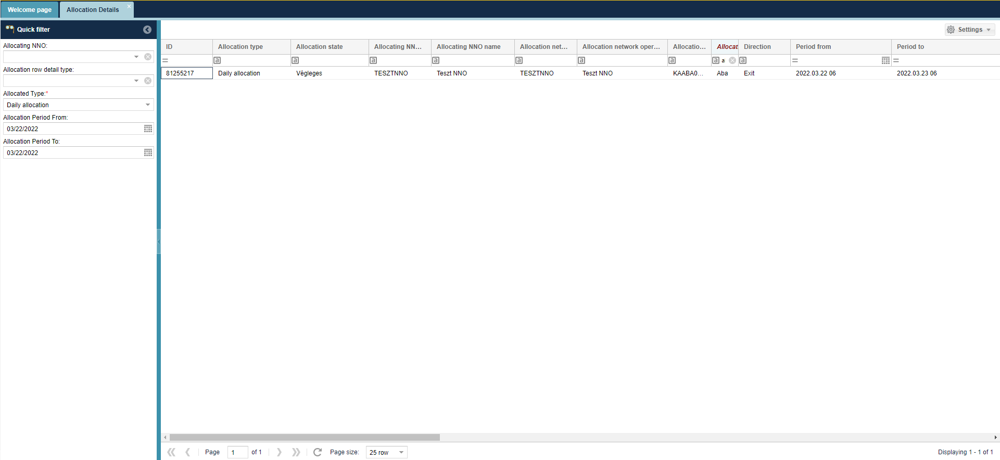 Welcome page
Allocation Details
Quick filter
Settings
Allocating NNO:
Allocation row detail type:
Allocated Type:*
Daily allocation
Allocation Period From:
03/22/2022
Allocation Period To:
03/22/2022
ID Allocation type Allocation state Allocating NN... Allocating NNO name Allocation net... Allocation network oper... Allocatio... Allocat Direction Period from Period to
a
81255217 Daily allocation Végleges TESZTNNO Teszt NNO TESZTNNO Teszt NNO KAABA0... Aba Exit 2022.03.22 06 2022.03.23 06
Page 1 of 1 Page size: 25 row Displaying 1 - 1 of 1